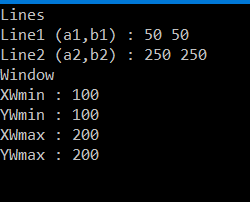 Lines
Line1 (a1,b1) : 50 50
Line2 (a2,b2) : 250 250
Window
XWmin : 100
YWmin : 100
XWmax : 200
YWmax : 200